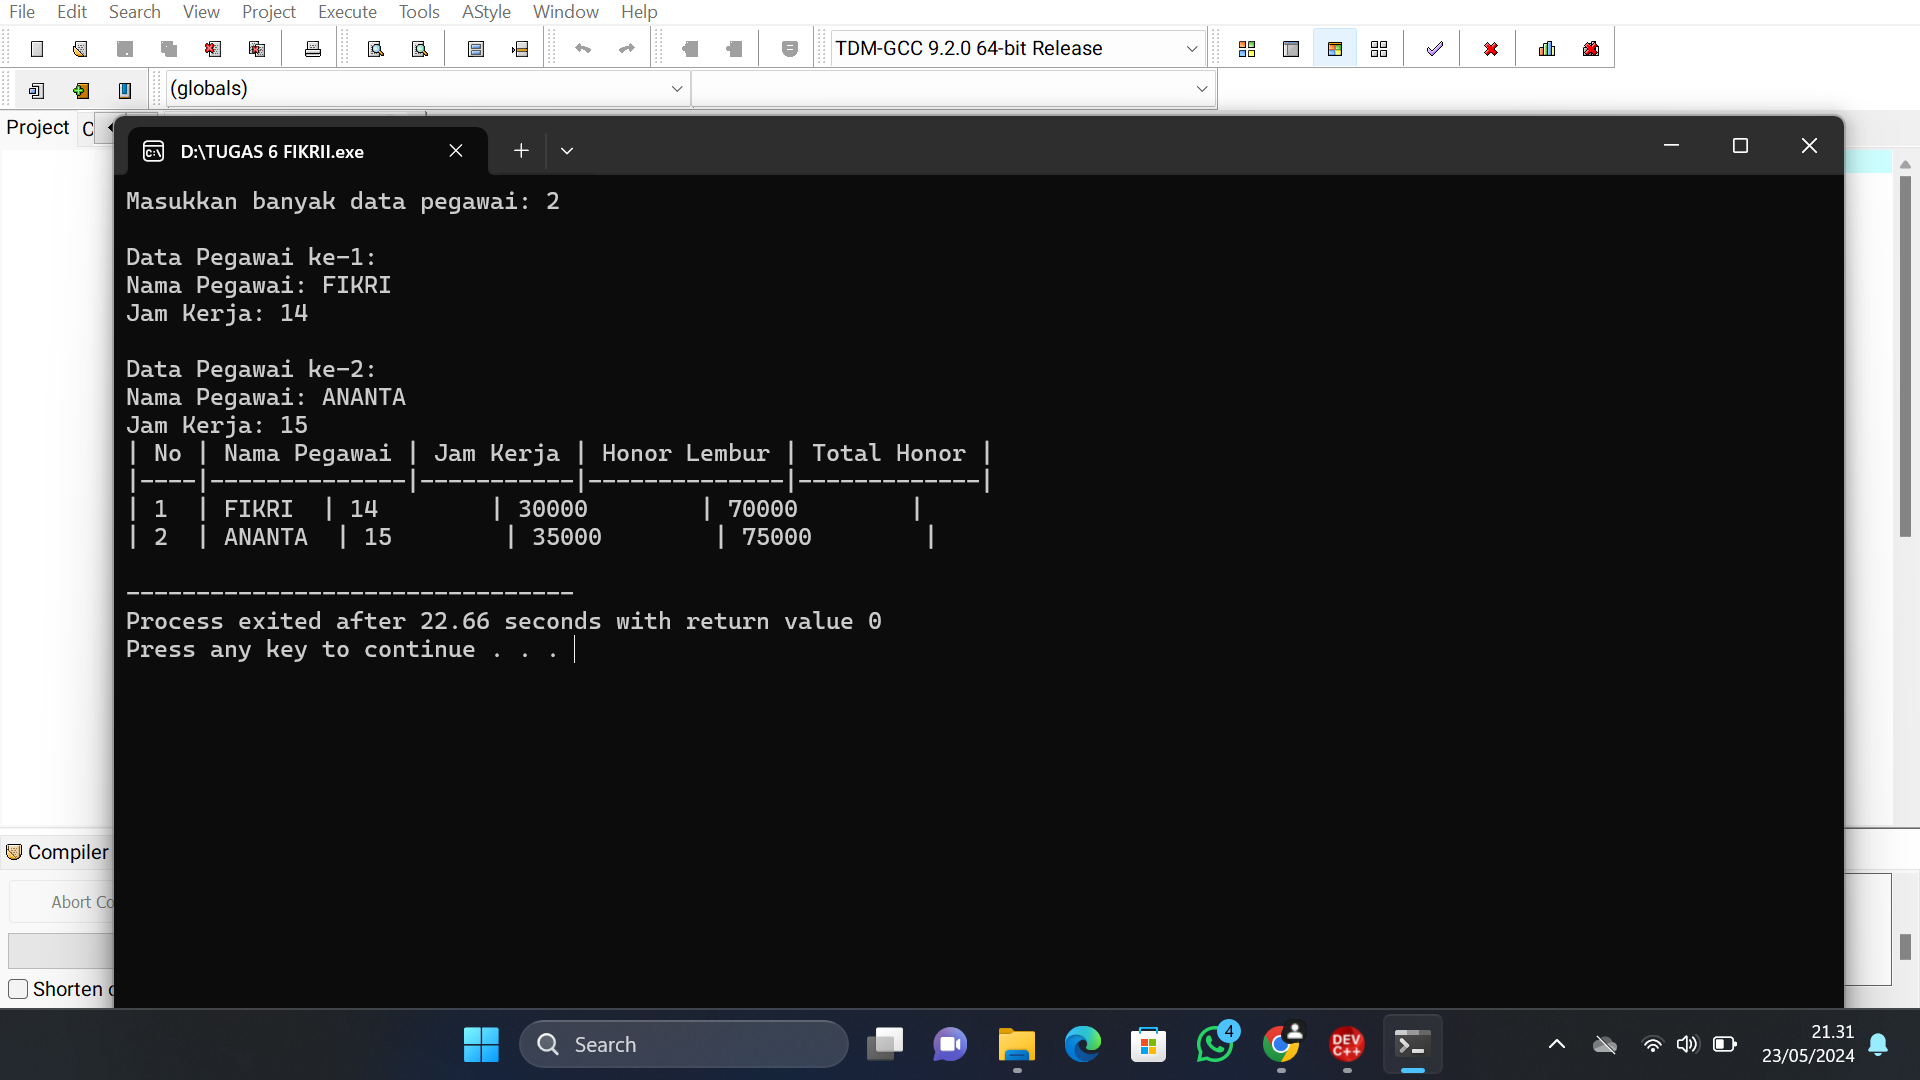 File Edit Search View Project Execute Tools AStyle Window Help
TDM-GCC 9.2.0 64-bit Release
(globals)
Project
D:\TUGAS 6 FIKRII.exe
Masukkan banyak data pegawai: 2
Data Pegawai ke-1:
Nama Pegawai: FIKRI
Jam Kerja: 14
Data Pegawai ke-2:
Nama Pegawai: ANANTA
Jam Kerja: 15
| No | Nama Pegawai | Jam Kerja | Honor Lembur | Total Honor |
|----|--------------|-----------|--------------|-------------|
| 1  | FIKRI  | 14        | 30000        | 70000        |
| 2  | ANANTA  | 15        | 35000        | 75000        |
--------------------------------
Process exited after 22.66 seconds with return value 0
Press any key to continue . . .
Compiler
Abort Co
Shorten
Search
4
DEV C++
21.31
23/05/2024